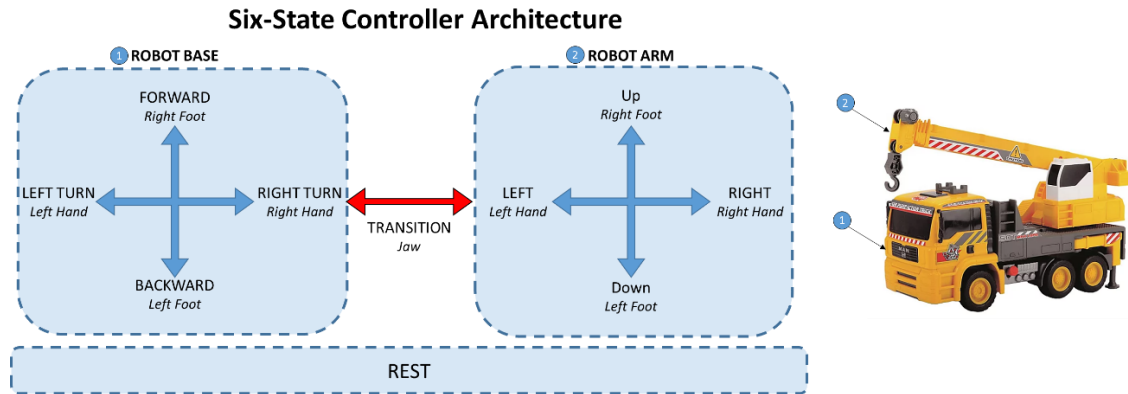 Six-State Controller Architecture
1 ROBOT BASE
FORWARD
Right Foot
LEFT TURN
Left Hand
RIGHT TURN
Right Hand
BACKWARD
Left Foot
TRANSITION
Jaw
2 ROBOT ARM
Up
Right Foot
LEFT
Left Hand
RIGHT
Right Hand
Down
Left Foot
REST
2
1